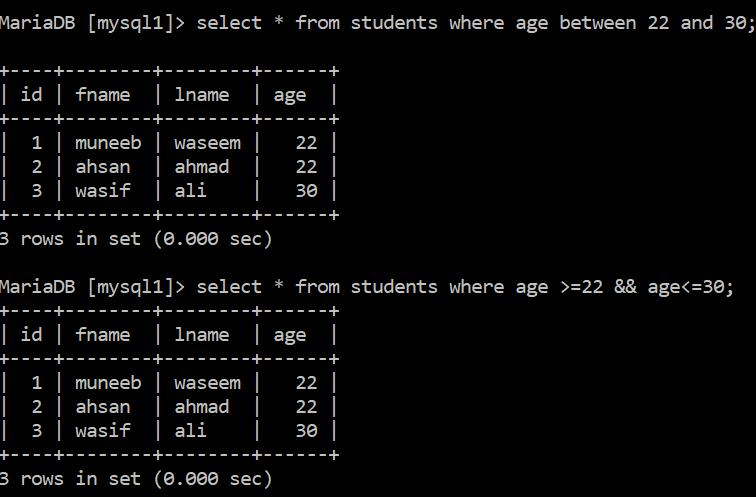 MariaDB [mysql1]> select * from students where age between 22 and 30;
+----+--------+--------+------+
| id | fname  | lname  | age  |
+----+--------+--------+------+
|  1 | muneeb | waseem |   22 |
|  2 | ahsan  | ahmad  |   22 |
|  3 | wasif  | ali    |   30 |
+----+--------+--------+------+
3 rows in set (0.000 sec)
MariaDB [mysql1]> select * from students where age >=22 && age<=30;
+----+--------+--------+------+
| id | fname  | lname  | age  |
+----+--------+--------+------+
|  1 | muneeb | waseem |   22 |
|  2 | ahsan  | ahmad  |   22 |
|  3 | wasif  | ali    |   30 |
+----+--------+--------+------+
3 rows in set (0.000 sec)